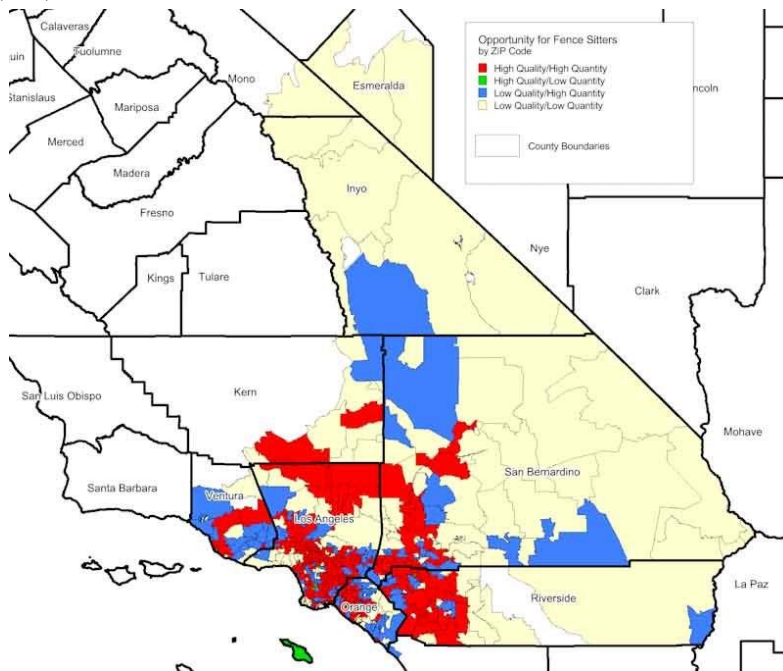 Calaveras
Tuolumne
uin
Stanislaus
Mono
Mariposa
Esmeralda
Merced
Madera
Fresno
Inyo
Nye
ncoln
Opportunity for Fence Sitters
by ZIP Code
High Quality/High Quantity
High Quality/Low Quantity
Low Quality/High Quantity
Low Quality/Low Quantity
County Boundaries
Kings
Tulare
Clark
San Luis Obispo
Kern
Mohave
Santa Barbara
Ventura
Los Angeles
San Bernardino
Orange
Riverside
La Paz